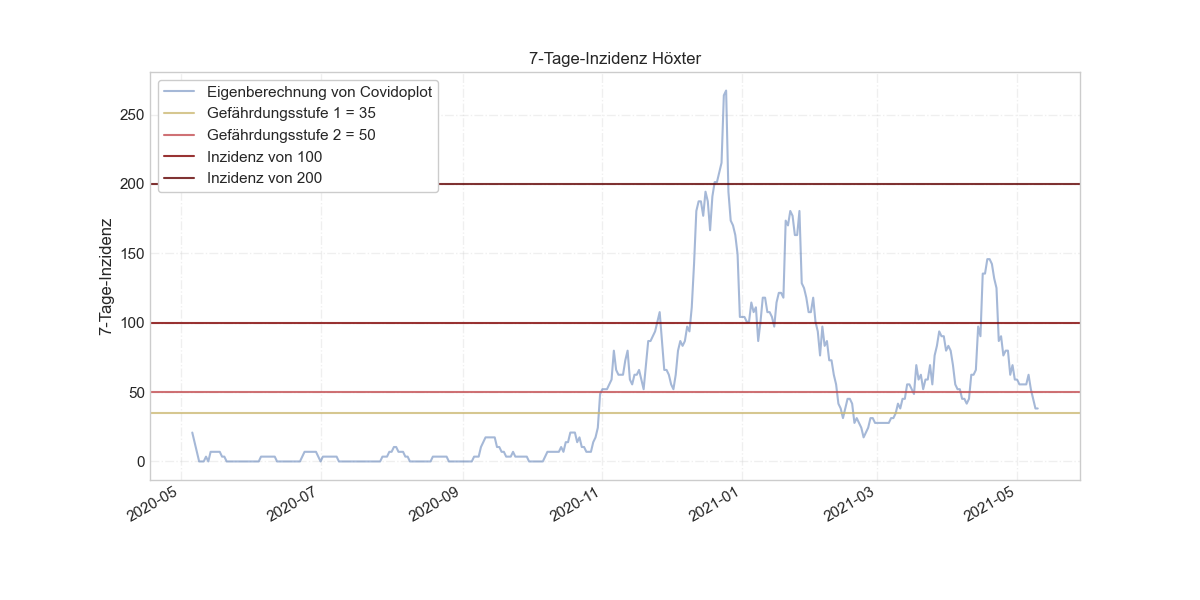 7-Tage-Inzidenz Höxter
Eigenberechnung von Covidoplot
Gefährdungsstufe 1 = 35
Gefährdungsstufe 2 = 50
Inzidenz von 100
Inzidenz von 200
7-Tage-Inzidenz
250
200
150
100
50
0
2020-05
2020-07
2020-09
2020-11
2021-01
2021-03
2021-05